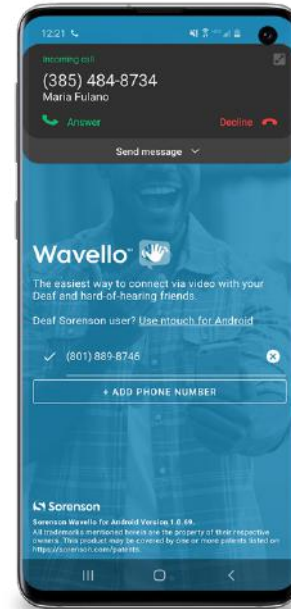 12:21
Incoming call
(385) 484-8734
Maria Fulano
Answer
Decline
Send message
Wavello™
The easiest way to connect via video with your
Deaf and hard-of-hearing friends.
Deaf Sorenson user? Use ntouch for Android
(801) 889-8746
+ ADD PHONE NUMBER
Sorenson
Sorenson Wavello for Android Version 1.0.59.
All trademarks mentioned herein are the property of their respective
owners. This product may be covered by one or more patents listed on
https://sorenson.com/patents.